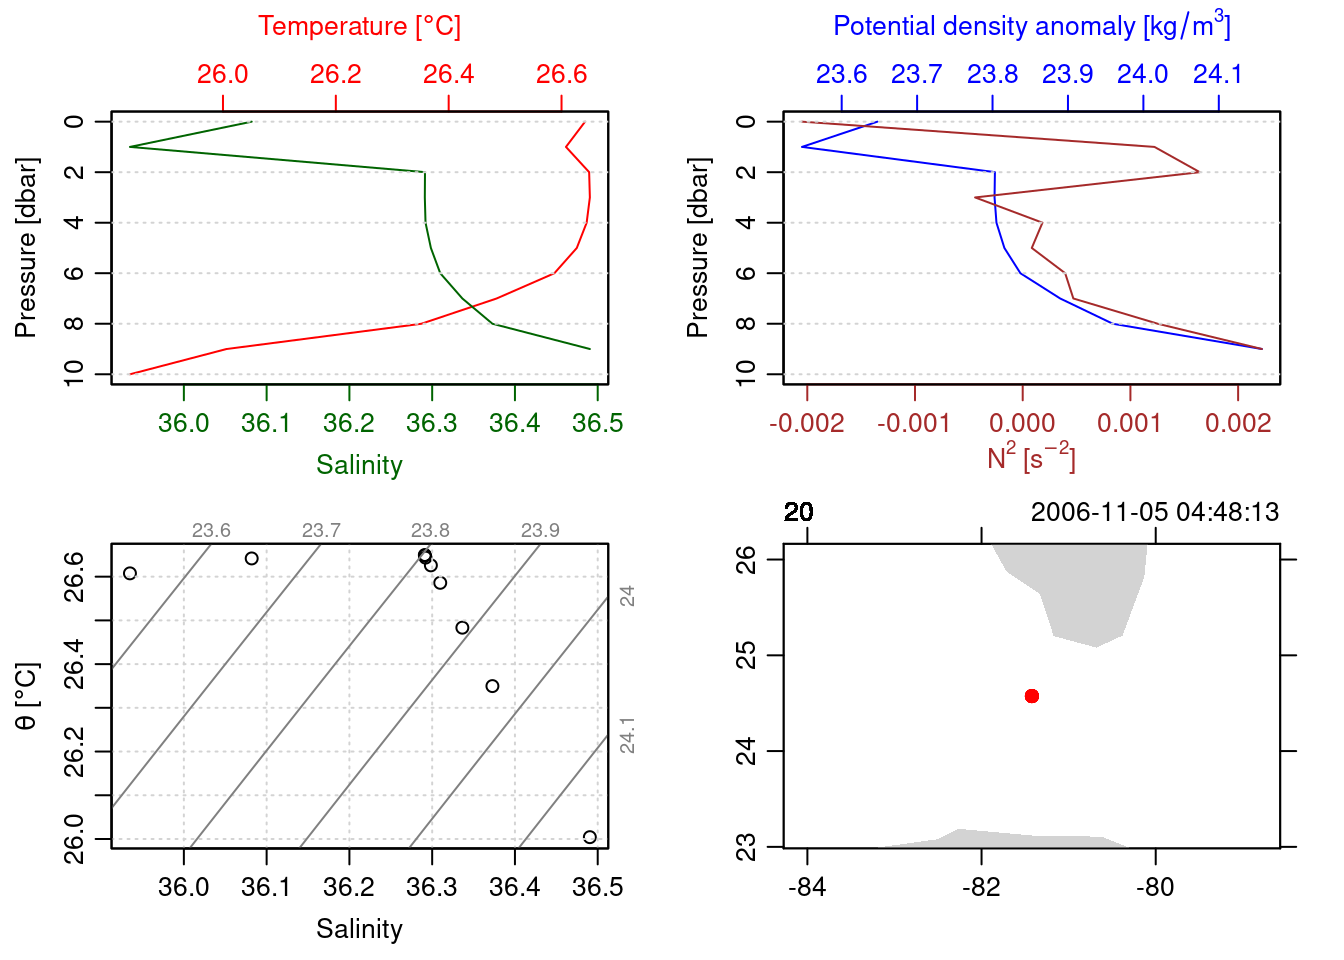 Temperature [°C]
26.0 26.2 26.4 26.6
Pressure [dbar]
0
2
4
6
8
10
36.0 36.1 36.2 36.3 36.4 36.5
Salinity
Potential density anomaly [kg/m³]
23.6 23.7 23.8 23.9 24.0 24.1
Pressure [dbar]
0
2
4
6
8
10
-0.002 -0.001 0.000 0.001 0.002
N² [s⁻²]
23.6 23.7 23.8 23.9
24
24.1
θ [°C]
26.6
26.4
26.2
26.0
36.0 36.1 36.2 36.3 36.4 36.5
Salinity
20 2006-11-05 04:48:13
26
25
24
23
-84 -82 -80